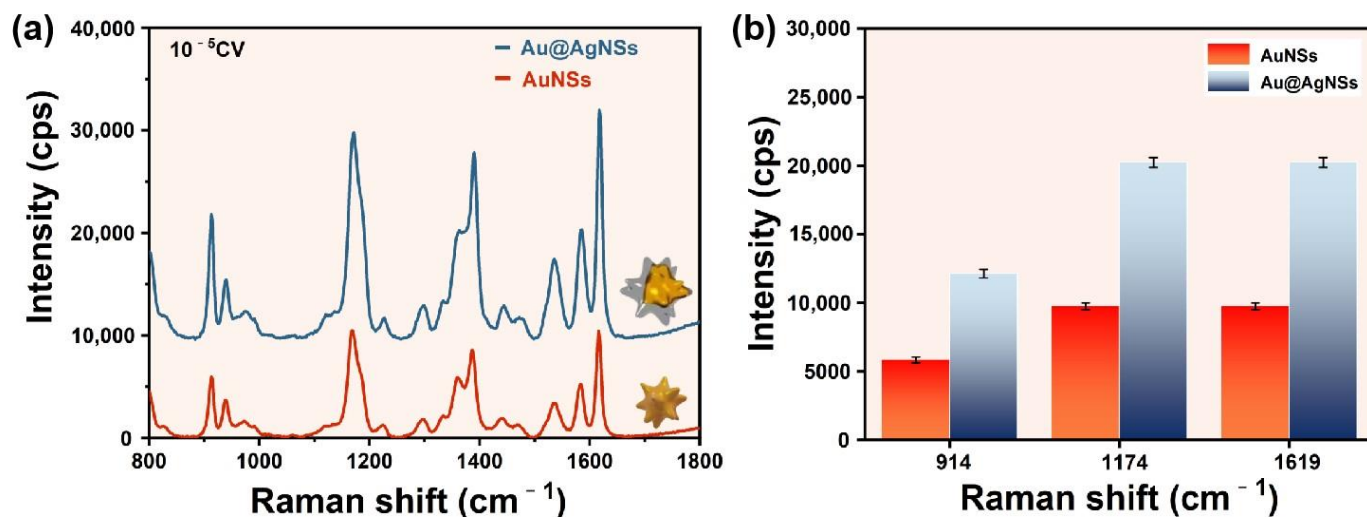 (a)
40,000
30,000
20,000
10,000
0
Intensity (cps)
10⁻⁵CV
Au@AgNSs
AuNSs
800 1000 1200 1400 1600 1800
Raman shift (cm⁻¹)
(b)
30,000
25,000
20,000
15,000
10,000
5000
0
Intensity (cps)
AuNSs
Au@AgNSs
914 1174 1619
Raman shift (cm⁻¹)